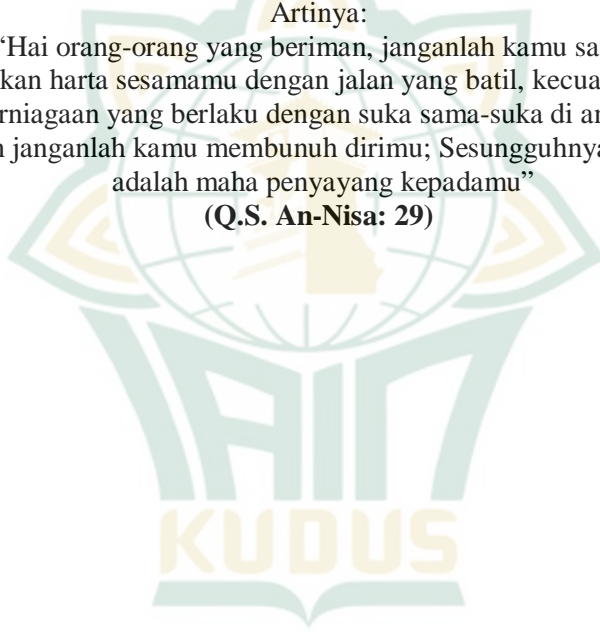 Artinya:
“Hai orang-orang yang beriman, janganlah kamu sa
kan harta sesamamu dengan jalan yang batil, kecua
rniagaan yang berlaku dengan suka sama-suka di a
janganlah kamu membunuh dirimu; Sesungguhnya
adalah maha penyayang kepadamu”
(Q.S. An-Nisa: 29)
IAIN
KUDUS